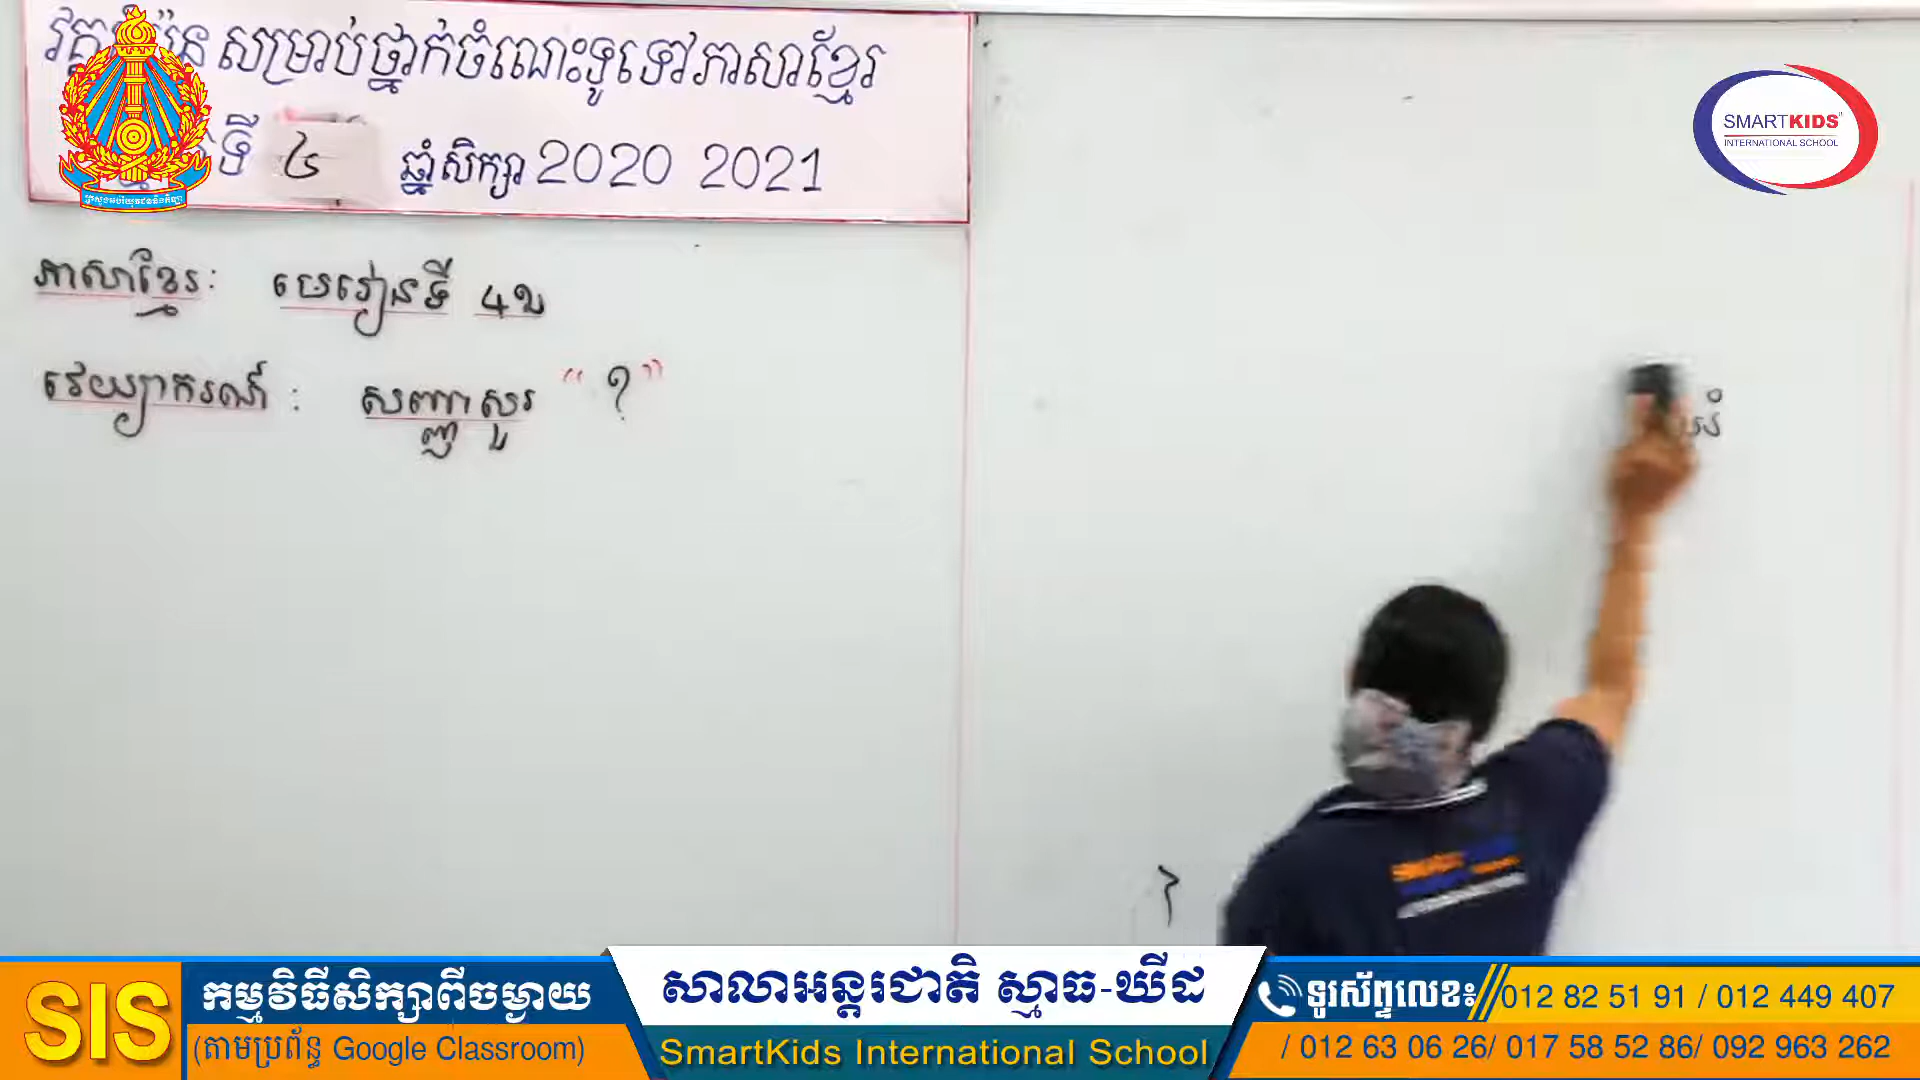 សម្រាប់ថ្នាក់ចំណេះទូទៅភាសាខ្មែរ
ទី ៤ ឆ្នាំសិក្សា 2020 2021
SMARTKIDS
INTERNATIONAL SCHOOL
ភាសាខ្មែរ: មេរៀនទី 4ខ
វេយ្យាករណ៍ : សញ្ញាសួរ " ? "
SIS
កម្មវិធីសិក្សាពីចម្ងាយ
(តាមប្រព័ន្ធ Google Classroom)
សាលាអន្តរជាតិ ស្មាធ-ឃីដ
SmartKids International School
ទូរស័ព្ទលេខ៖ 012 82 51 91 / 012 449 407
/ 012 63 06 26/ 017 58 52 86/ 092 963 262